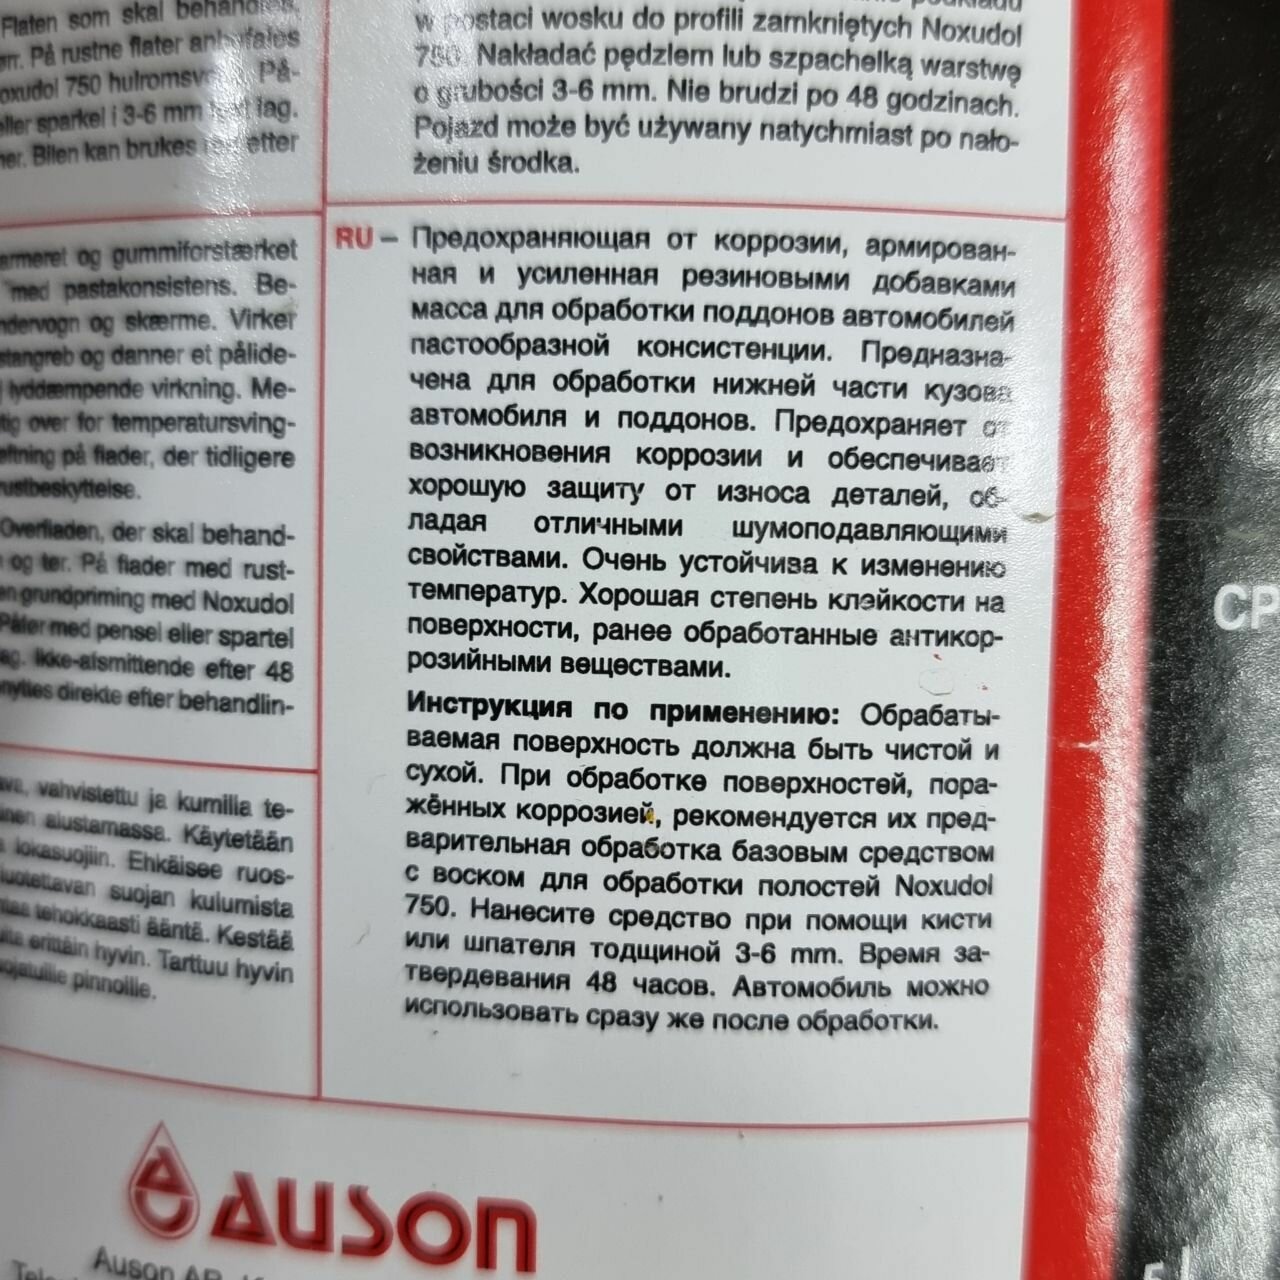 Flaten som skal behandles,
tørr. På rustne flater anbefales
750 hulromsvoks. På-
eller sparkel i 3-6 mm lag.
Bilen kan brukes etter
armeret og gummiforstærket
med pastakonsistens. Be-
og skærme. Virker
og danner et pålide-
lyddæmpende virkning. Me-
over for temperatursving-
på flader, der tidligere
rustbeskyttelse.
Overfladen, der skal behand-
og tør. På flader med rust-
grundpriming med Noxudol
Påfør med pensel eller spartel
Ikke-afsmittende efter 48
direkte efter behandlin-
vahvistettu ja kumilla te-
alustamassa. Käytetään
lokasuojiin. Ehkäisee ruos-
suojan kulumista
tehokkaasti ääntä. Kestää
erittäin hyvin. Tarttuu hyvin
pinnoille.
w postaci wosku do profili zamkniętych Noxudol
750. Nakładać pędzlem lub szpachelką warstwę
o grubości 3-6 mm. Nie brudzi po 48 godzinach.
Pojazd może być używany natychmiast po nało-
żeniu środka.
RU – Предохраняющая от коррозии, армирован-
ная и усиленная резиновыми добавками
масса для обработки поддонов автомобилей
пастообразной консистенции. Предназна-
чена для обработки нижней части кузова
автомобиля и поддонов. Предохраняет от
возникновения коррозии и обеспечивает
хорошую защиту от износа деталей, об-
ладая отличными шумоподавляющими
свойствами. Очень устойчива к изменению
температур. Хорошая степень клэйкости на
поверхности, ранее обработанные антикор-
розийными веществами.
Инструкция по применению: Обрабаты-
ваемая поверхность должна быть чистой и
сухой. При обработке поверхностей, пора-
жённых коррозией, рекомендуется их пред-
варительная обработка базовым средством
с воском для обработки полостей Noxudol
750. Нанесите средство при помощи кисти
или шпателя тодщиной 3-6 mm. Время за-
твердевания 48 часов. Автомобиль можно
использовать сразу же после обработки.
AUSON
Auson AB
CP